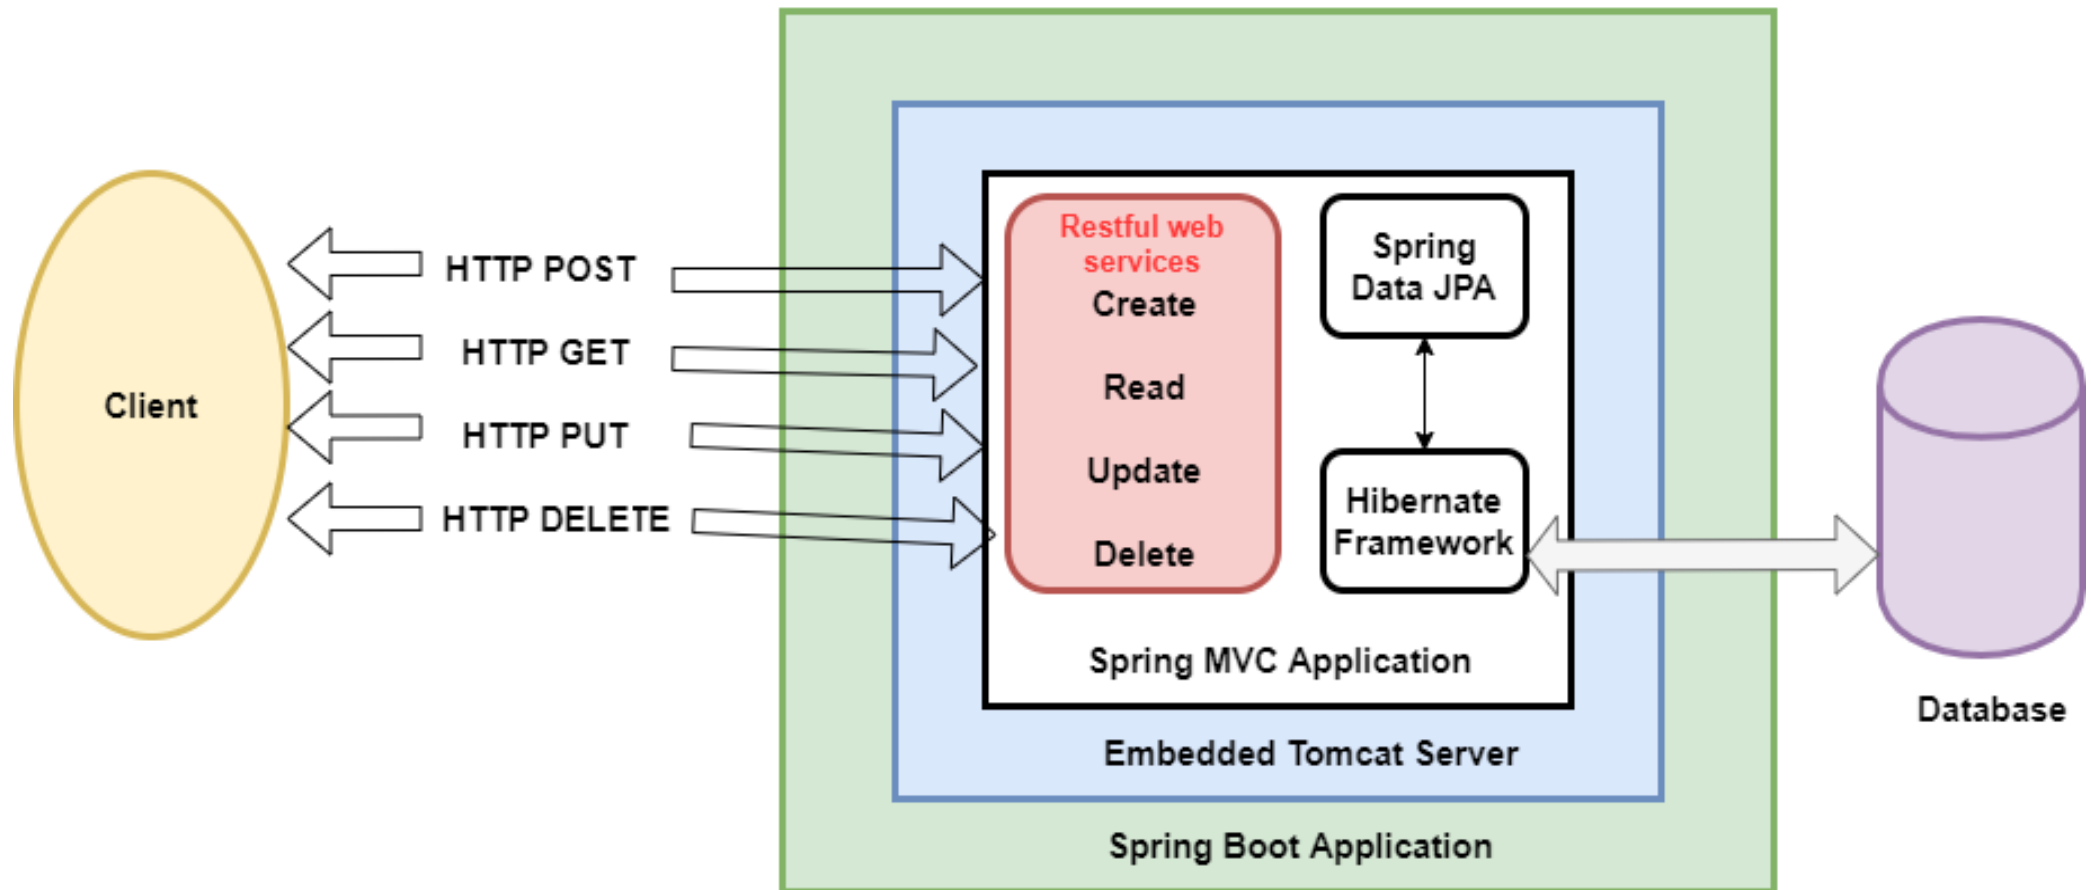 Client
HTTP POST
HTTP GET
HTTP PUT
HTTP DELETE
Restful web
services
Create
Read
Update
Delete
Spring
Data JPA
Hibernate
Framework
Spring MVC Application
Embedded Tomcat Server
Spring Boot Application
Database